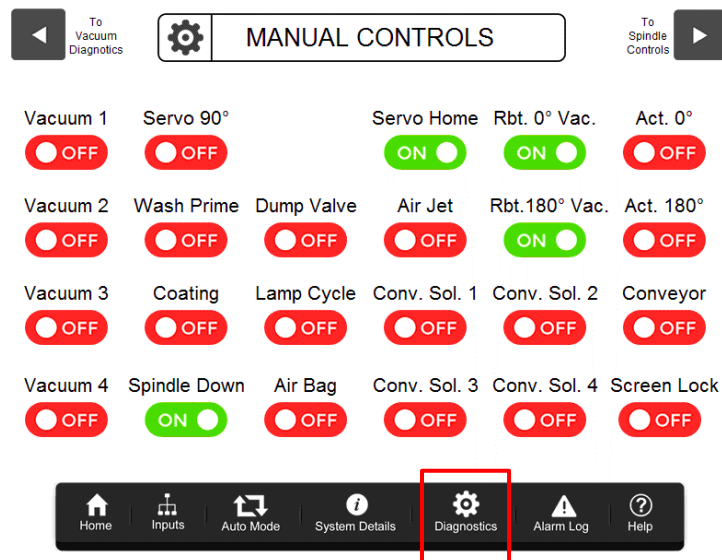 To
Vacuum
Diagnotics
MANUAL CONTROLS
To
Spindle
Controls
Vacuum 1 Servo 90° Servo Home Rbt. 0° Vac. Act. 0°
OFF OFF ON ON OFF
Vacuum 2 Wash Prime Dump Valve Air Jet Rbt.180° Vac. Act. 180°
OFF OFF OFF OFF ON OFF
Vacuum 3 Coating Lamp Cycle Conv. Sol. 1 Conv. Sol. 2 Conveyor
OFF OFF OFF OFF OFF OFF
Vacuum 4 Spindle Down Air Bag Conv. Sol. 3 Conv. Sol. 4 Screen Lock
OFF ON OFF OFF OFF OFF
Home Inputs Auto Mode System Details Diagnostics Alarm Log Help